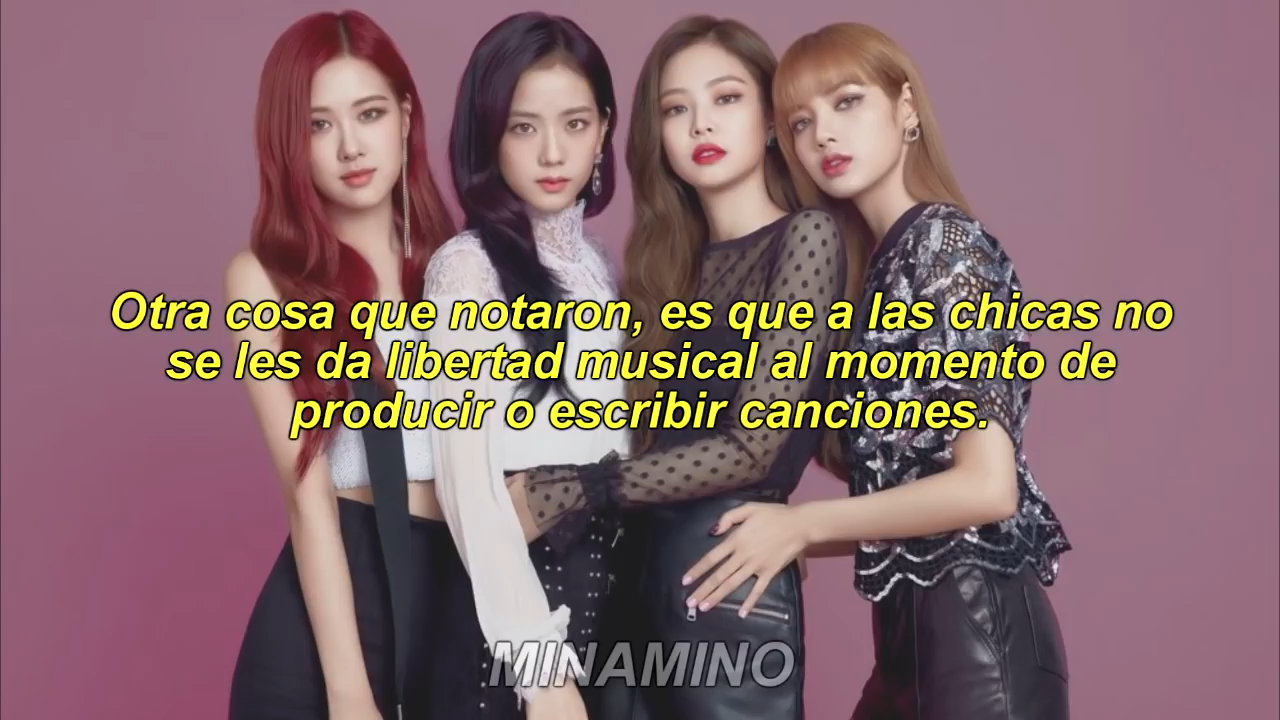 Otra cosa que notaron, es que a las chicas no
se les da libertad musical al momento de
producir o escribir canciones.
MINAMINO